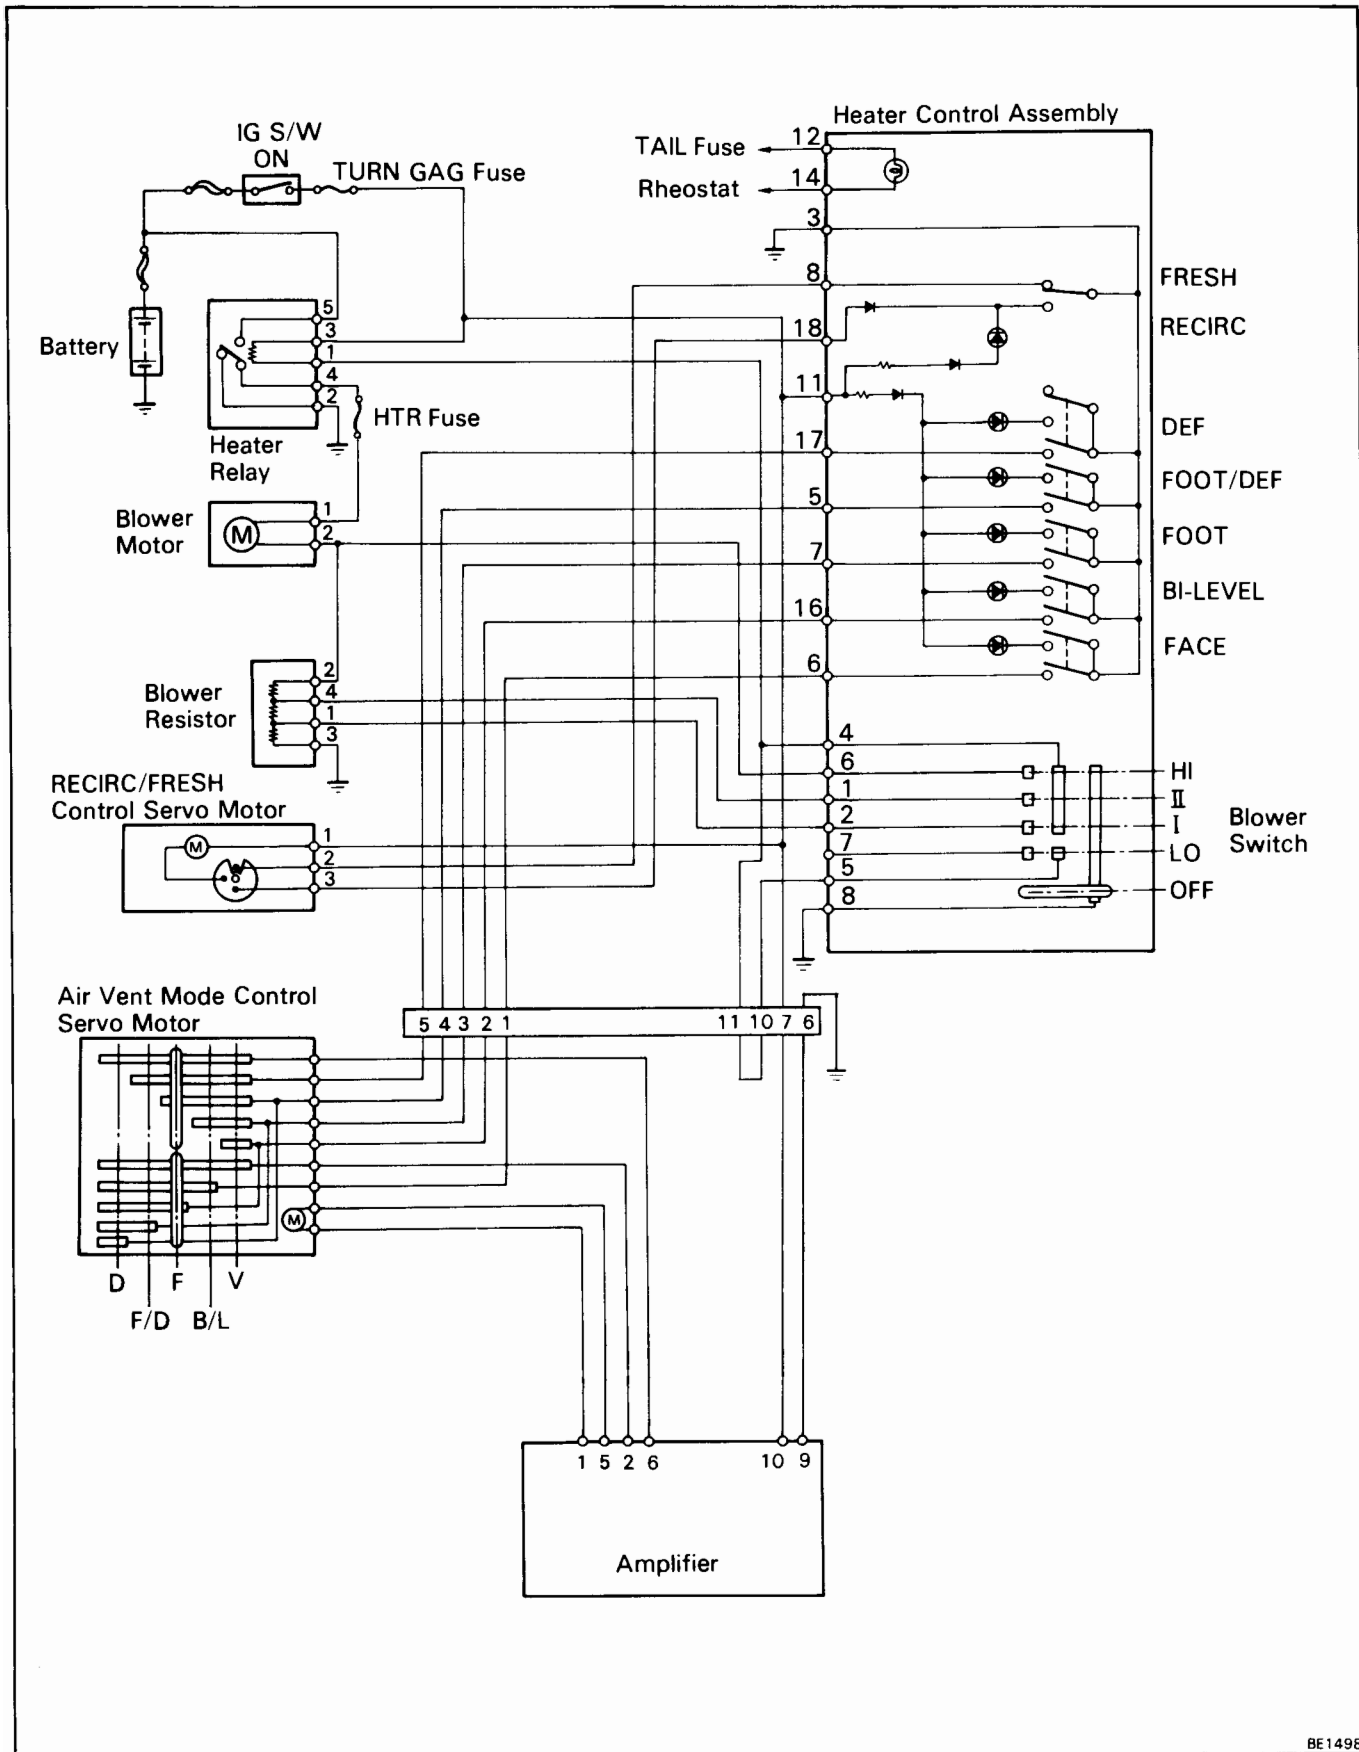 Heater Control Assembly
IG S/W
ON
TURN GAG Fuse
TAIL Fuse
12
Rheostat
14
3
8
FRESH
18
RECIRC
11
DEF
17
FOOT/DEF
5
FOOT
7
BI-LEVEL
16
FACE
6
Battery
5
3
1
4
2
HTR Fuse
Heater
Relay
Blower
Motor
M
1
2
Blower
Resistor
2
4
1
3
4
6
HI
1
II
2
I
7
LO
5
8
OFF
Blower
Switch
RECIRC/FRESH
Control Servo Motor
M
1
2
3
Air Vent Mode Control
Servo Motor
5 4 3 2 1
11 10 7 6
M
D F V
F/D B/L
1 5 2 6
10 9
Amplifier
BE1498